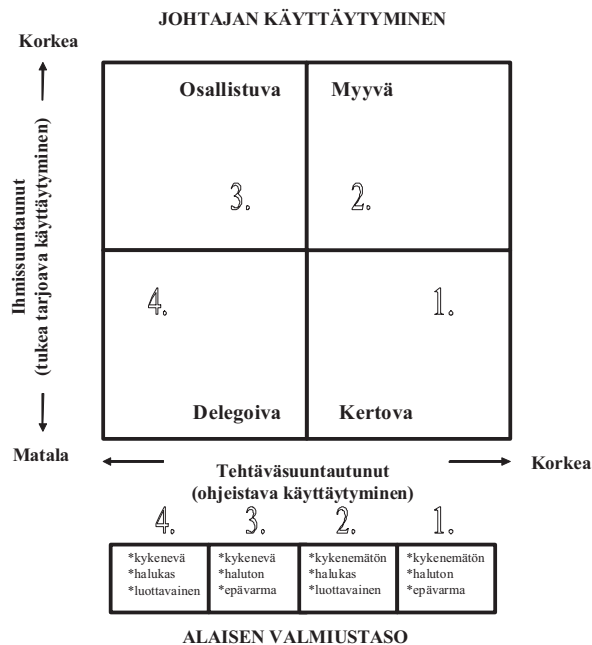 JOHTAJAN KÄYTTÄYTYMINEN
Korkea
Osallistuva
Myyvä
Ihmissuuntaunut
(tukea tarjoava käyttäytyminen)
3.
2.
4.
1.
Delegoiva
Kertova
Matala
Tehtäväsuuntautunut
(ohjeistava käyttäytyminen)
Korkea
4.
3.
2.
1.
*kykenevä
*halukas
*luottavainen
*kykenevä
*haluton
*epävarma
*kykenemätön
*halukas
*luottavainen
*kykenemätön
*haluton
*epävarma
ALAISEN VALMIUSTASO